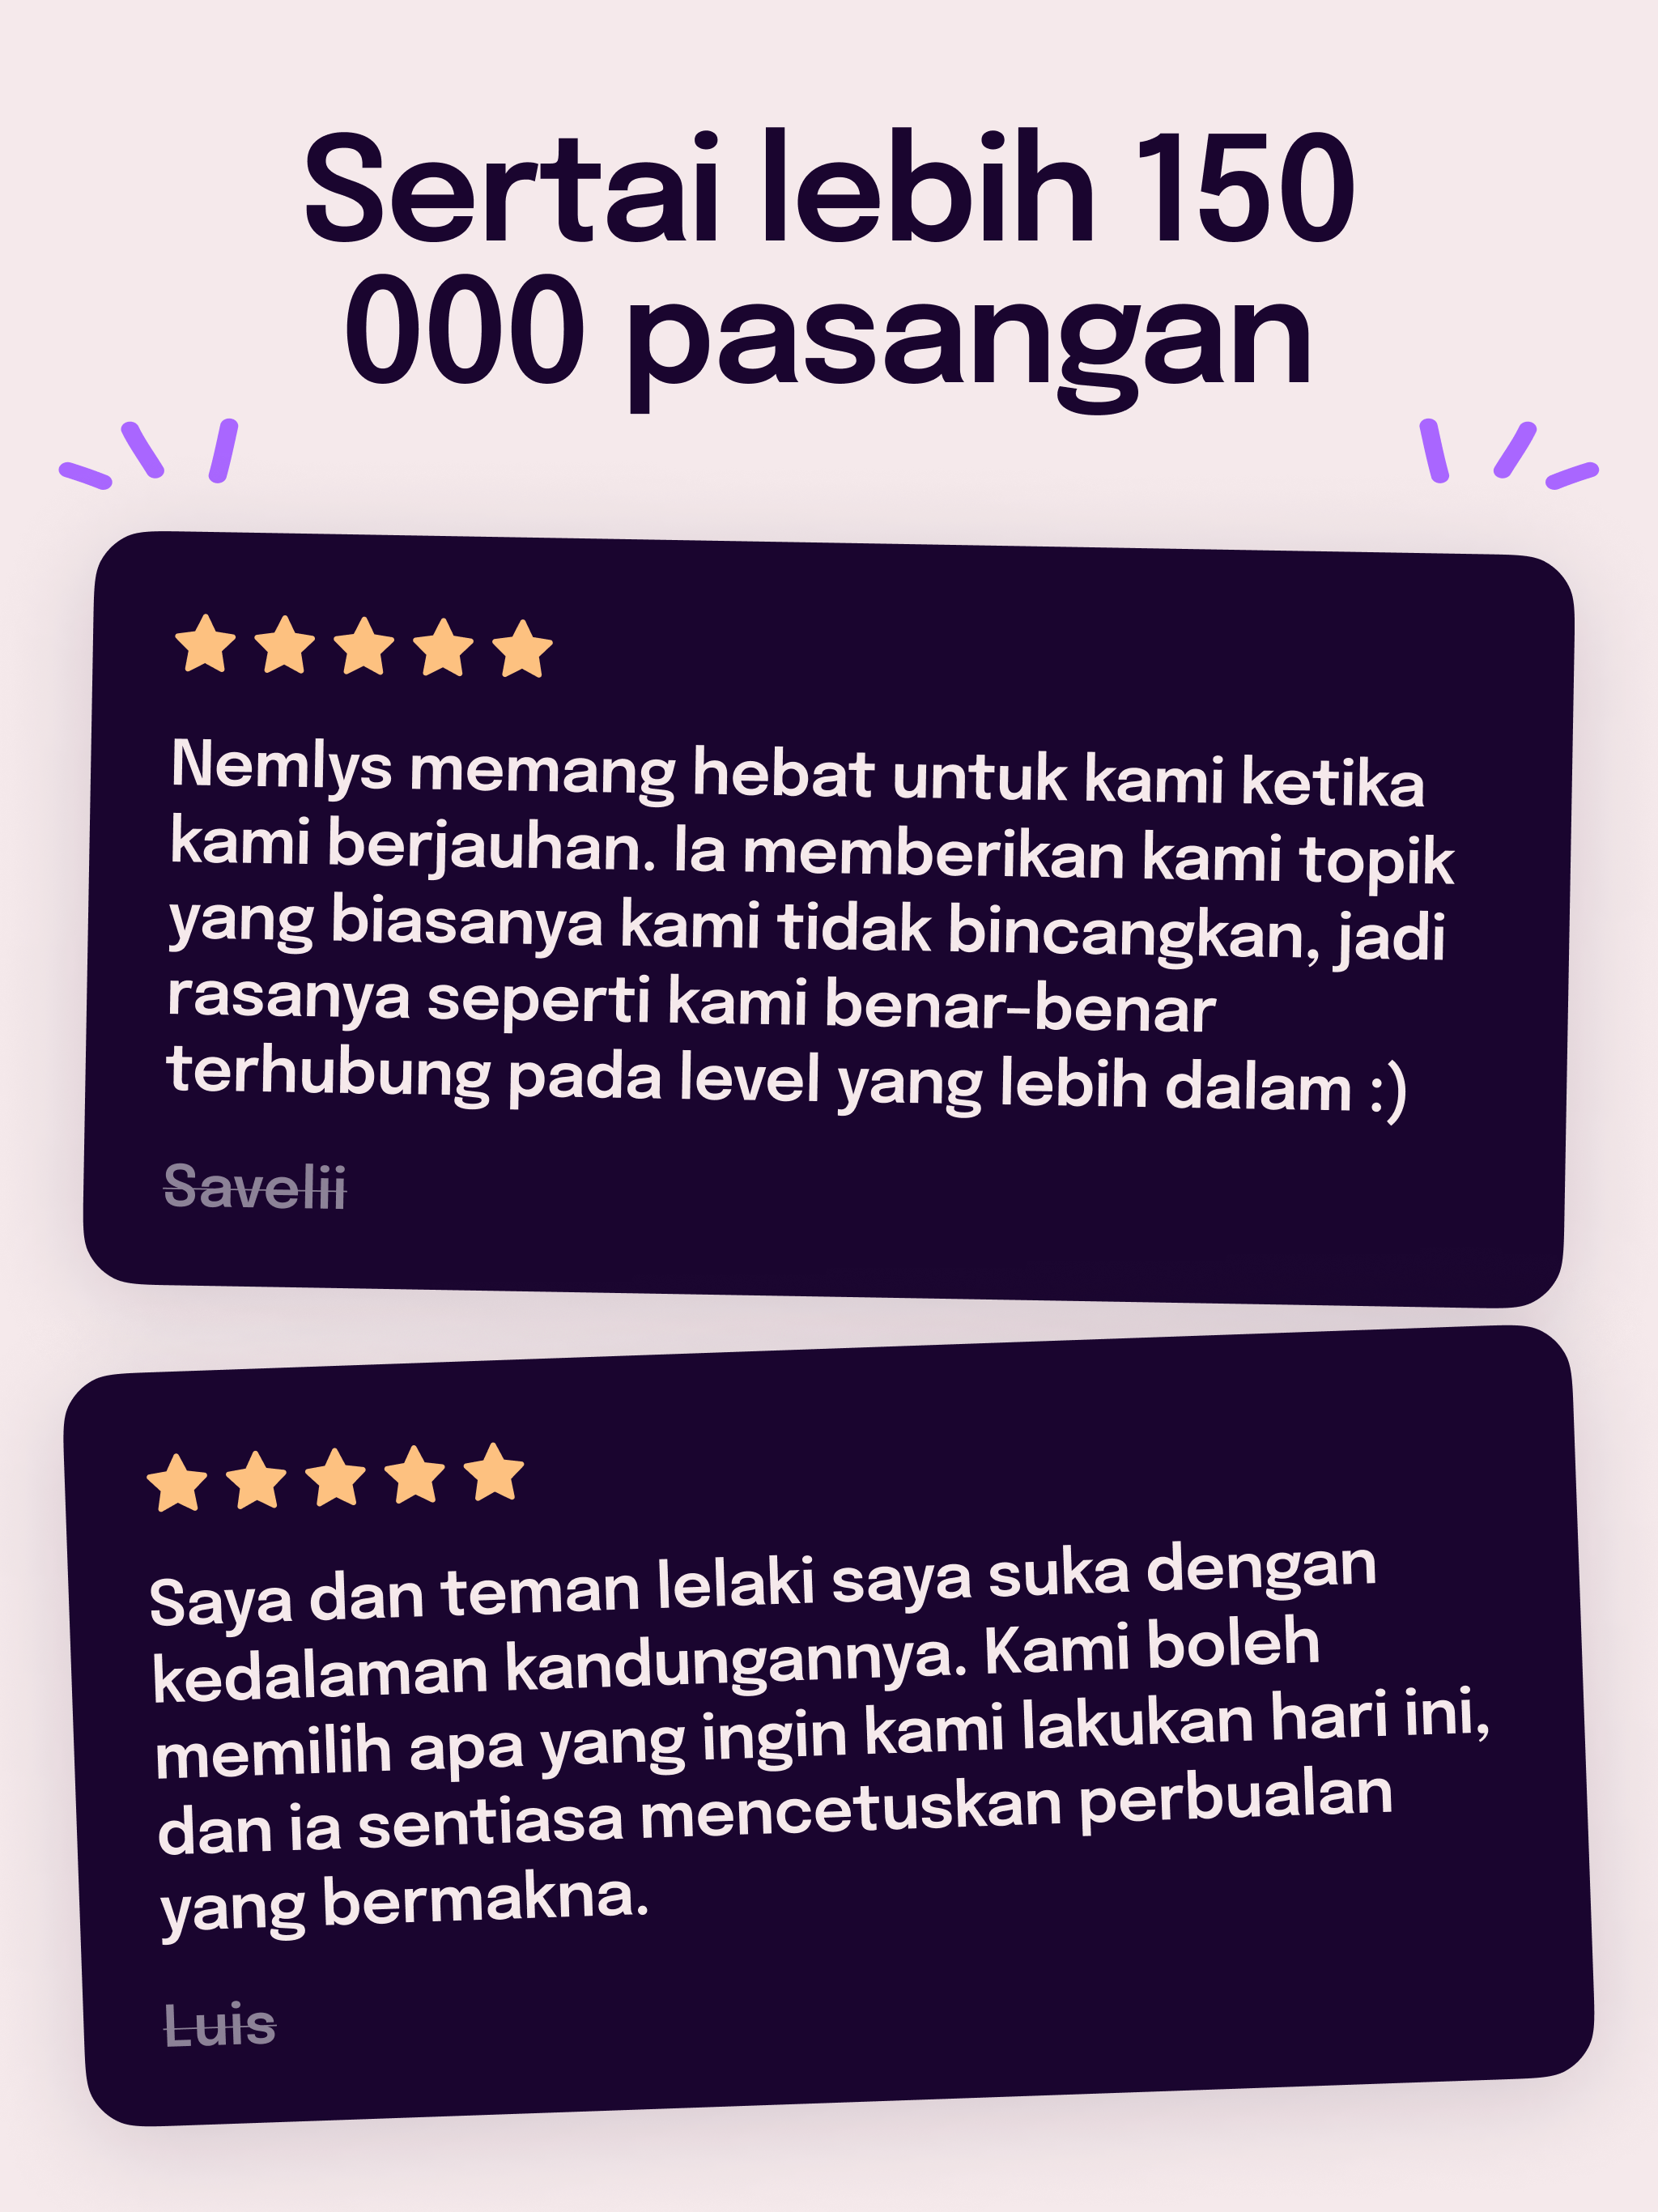 Sertai lebih 150
000 pasangan
Nemlys memang hebat untuk kami ketika
kami berjauhan. Ia memberikan kami topik
yang biasanya kami tidak bincangkan, jadi
rasanya seperti kami benar-benar
terhubung pada level yang lebih dalam :)
Savelii
Saya dan teman lelaki saya suka dengan
kedalaman kandungannya. Kami boleh
memilih apa yang ingin kami lakukan hari ini,
dan ia sentiasa mencetuskan perbualan
yang bermakna.
Luis